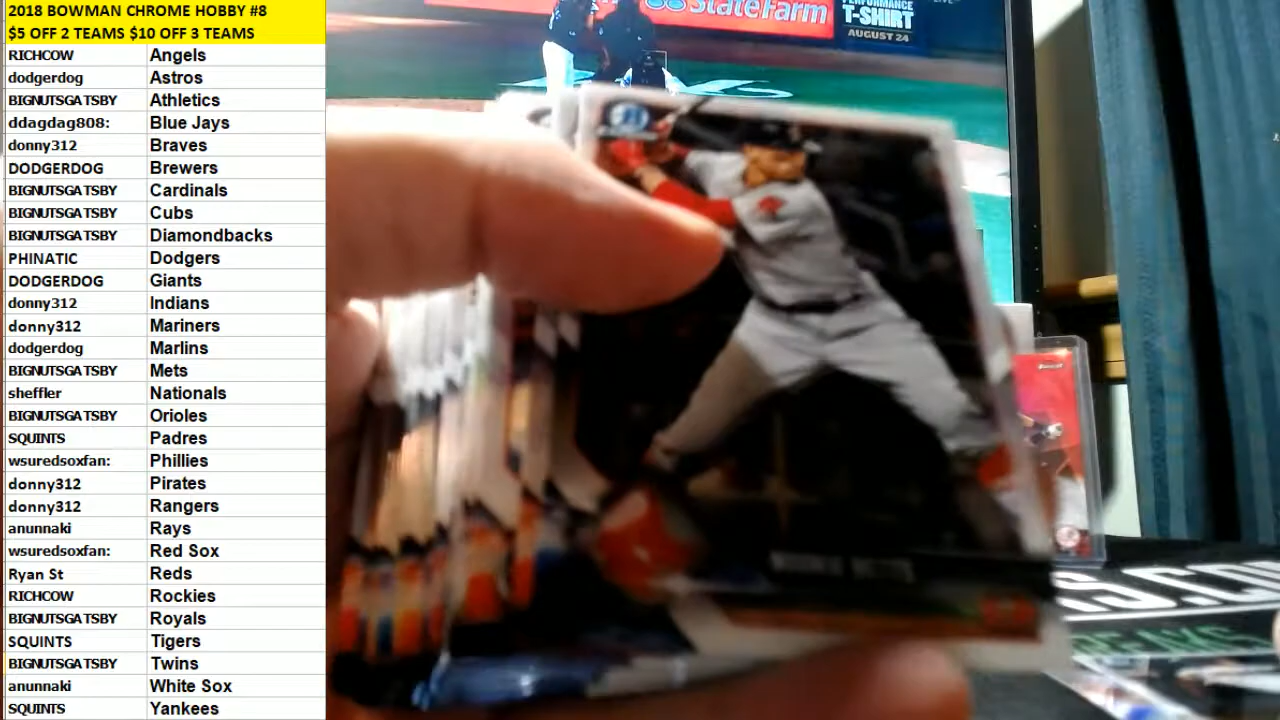 2018 BOWMAN CHROME HOBBY #8
$5 OFF 2 TEAMS $10 OFF 3 TEAMS
RICHCOW Angels
dodgerdog Astros
BIGNUTSGATSBY Athletics
ddagdag808: Blue Jays
donny312 Braves
DODGERDOG Brewers
BIGNUTSGATSBY Cardinals
BIGNUTSGATSBY Cubs
BIGNUTSGATSBY Diamondbacks
PHINATIC Dodgers
DODGERDOG Giants
donny312 Indians
donny312 Mariners
dodgerdog Marlins
BIGNUTSGATSBY Mets
sheffler Nationals
BIGNUTSGATSBY Orioles
SQUINTS Padres
wsuredsoxfan: Phillies
donny312 Pirates
donny312 Rangers
anunnaki Rays
wsuredsoxfan: Red Sox
Ryan St Reds
RICHCOW Rockies
BIGNUTSGATSBY Royals
SQUINTS Tigers
BIGNUTSGATSBY Twins
anunnaki White Sox
SQUINTS Yankees
StateFarm
PERFORMANCE
T-SHIRT
AUGUST 24
MOOKIE BETTS
S.CO
BREAKS